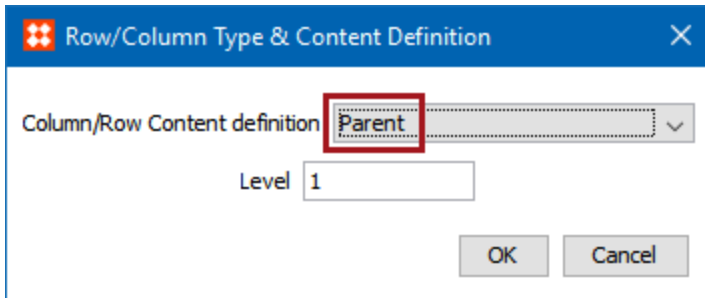 Row/Column Type & Content Definition
Column/Row Content definition Parent
Level 1
OK Cancel